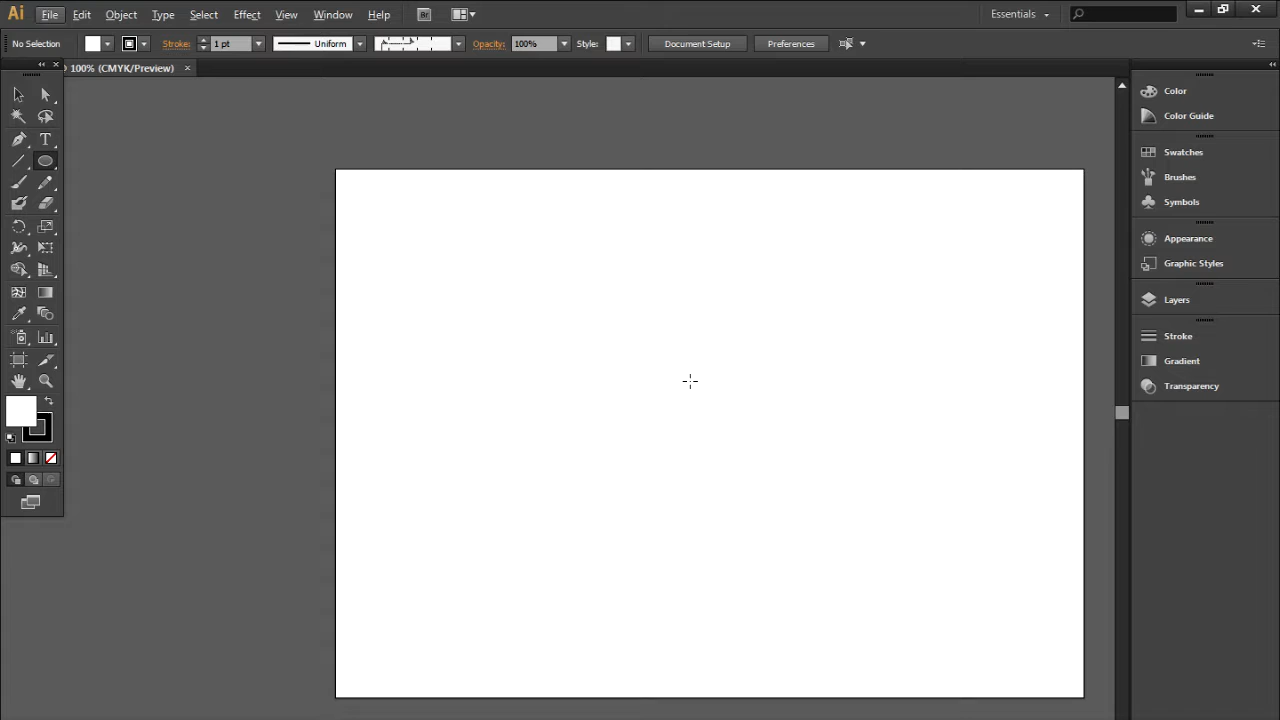 Ai File Edit Object Type Select Effect View Window Help Br Essentials
No Selection Stroke: 1 pt Uniform Opacity: 100% Style: Document Setup Preferences
100% (CMYK/Preview)
T
Color
Color Guide
Swatches
Brushes
Symbols
Appearance
Graphic Styles
Layers
Stroke
Gradient
Transparency